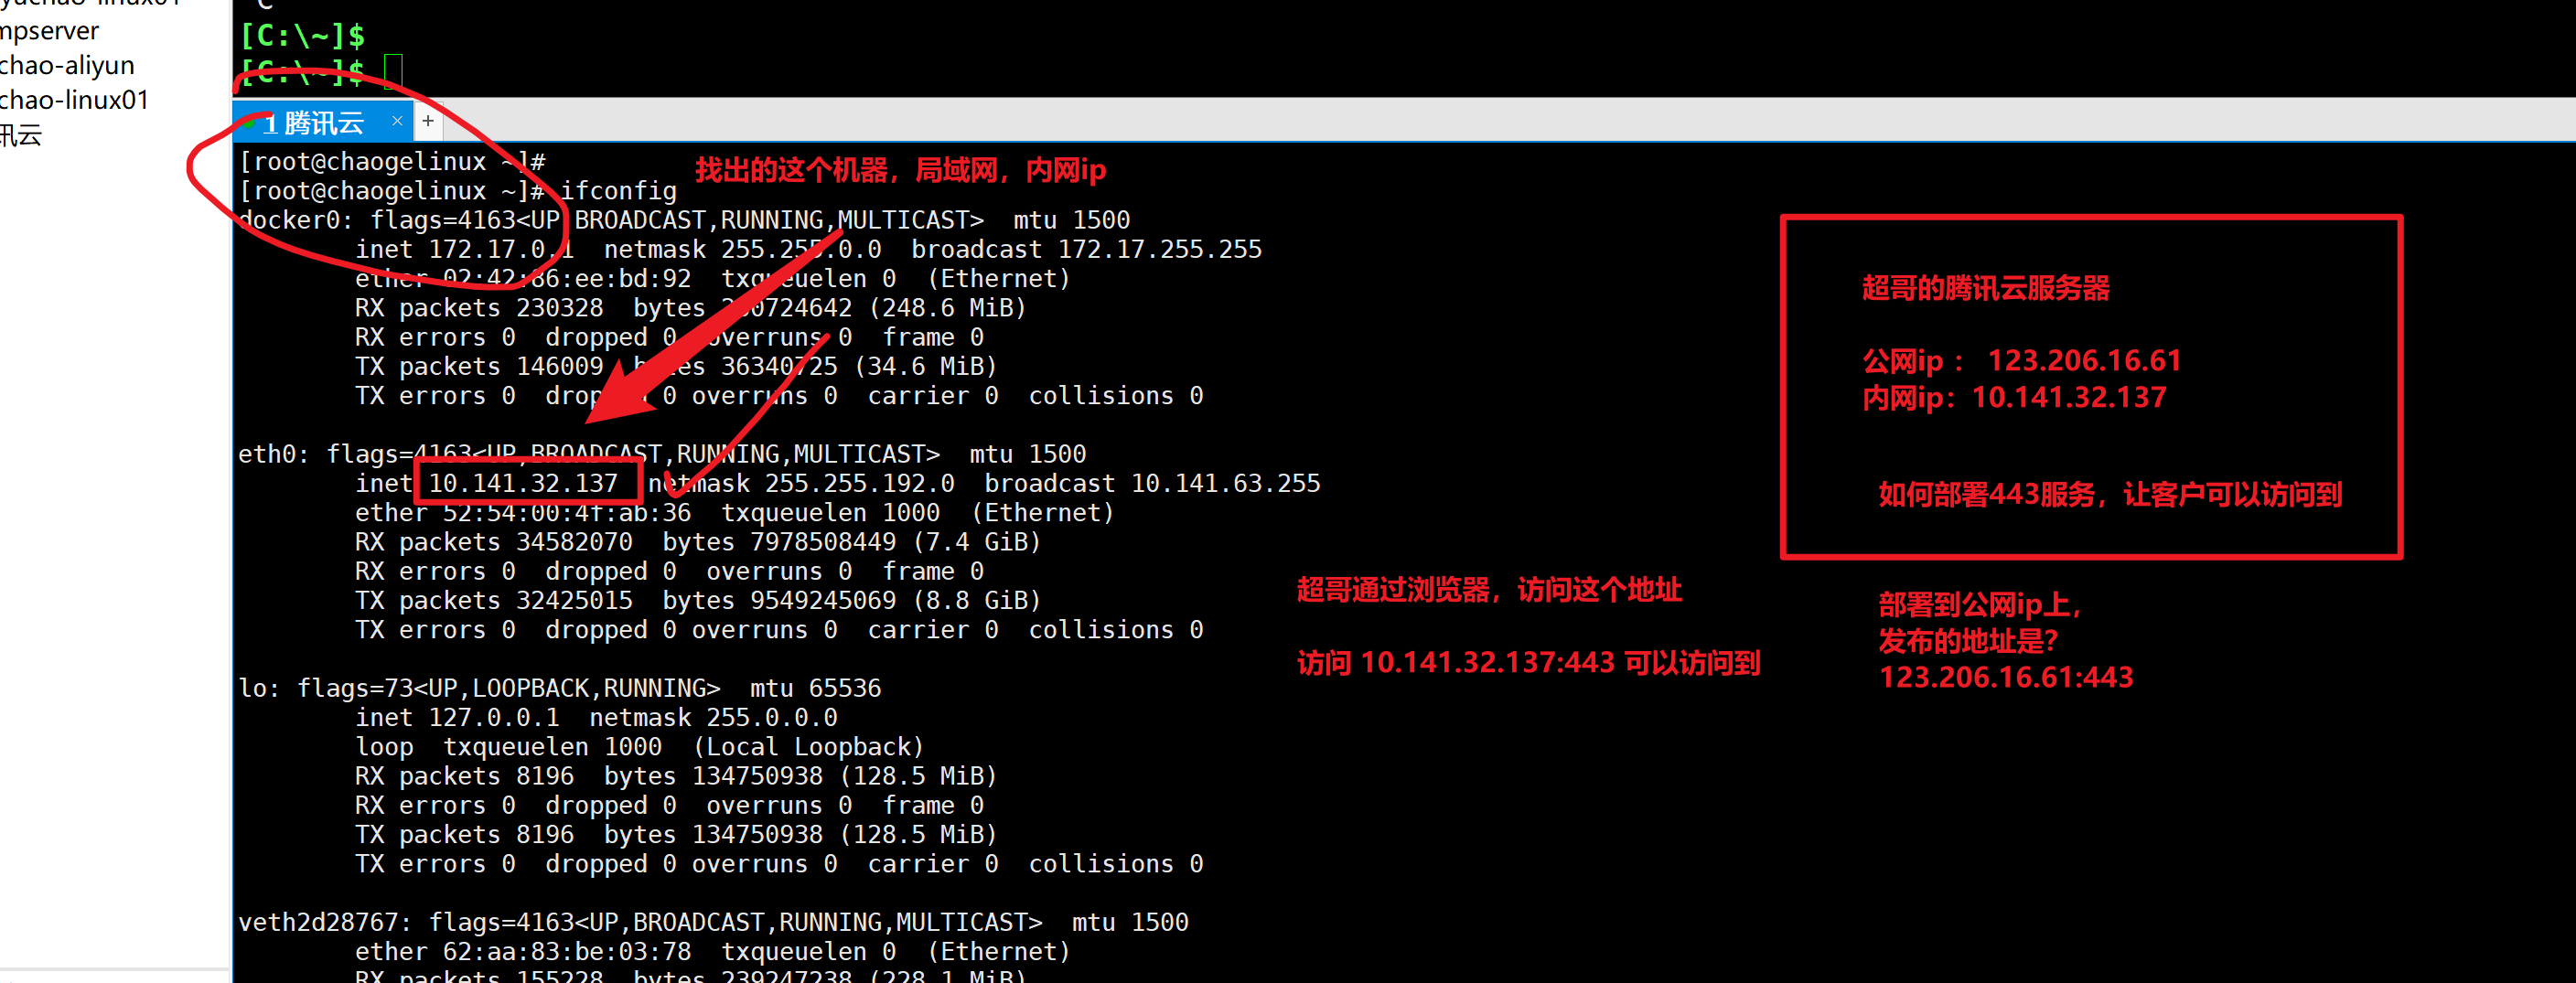 mpserver
chao-aliyun
chao-linux01
讯云
[C:\~]$
[C:\~]$
1 腾讯云 × +
[root@chaogelinux ~]#
[root@chaogelinux ~]# ifconfig
找出的这个机器，局域网，内网ip
docker0: flags=4163<UP,BROADCAST,RUNNING,MULTICAST>  mtu 1500
inet 172.17.0.1  netmask 255.255.0.0  broadcast 172.17.255.255
ether 02:42:86:ee:bd:92  txqueuelen 0  (Ethernet)
RX packets 230328  bytes 260724642 (248.6 MiB)
RX errors 0  dropped 0  overruns 0  frame 0
TX packets 146009  bytes 36340725 (34.6 MiB)
TX errors 0  dropped 0 overruns 0  carrier 0  collisions 0
eth0: flags=4163<UP,BROADCAST,RUNNING,MULTICAST>  mtu 1500
inet 10.141.32.137  netmask 255.255.192.0  broadcast 10.141.63.255
ether 52:54:00:4f:ab:36  txqueuelen 1000  (Ethernet)
RX packets 34582070  bytes 7978508449 (7.4 GiB)
RX errors 0  dropped 0  overruns 0  frame 0
TX packets 32425015  bytes 9549245069 (8.8 GiB)
TX errors 0  dropped 0 overruns 0  carrier 0  collisions 0
lo: flags=73<UP,LOOPBACK,RUNNING>  mtu 65536
inet 127.0.0.1  netmask 255.0.0.0
loop  txqueuelen 1000  (Local Loopback)
RX packets 8196  bytes 134750938 (128.5 MiB)
RX errors 0  dropped 0  overruns 0  frame 0
TX packets 8196  bytes 134750938 (128.5 MiB)
TX errors 0  dropped 0 overruns 0  carrier 0  collisions 0
veth2d28767: flags=4163<UP,BROADCAST,RUNNING,MULTICAST>  mtu 1500
ether 62:aa:83:be:03:78  txqueuelen 0  (Ethernet)
RX packets 155228  bytes 239247238 (228.1 MiB)
超哥的腾讯云服务器
公网ip ： 123.206.16.61
内网ip：10.141.32.137
如何部署443服务，让客户可以访问到
超哥通过浏览器，访问这个地址
访问 10.141.32.137:443 可以访问到
部署到公网ip上，
发布的地址是？
123.206.16.61:443